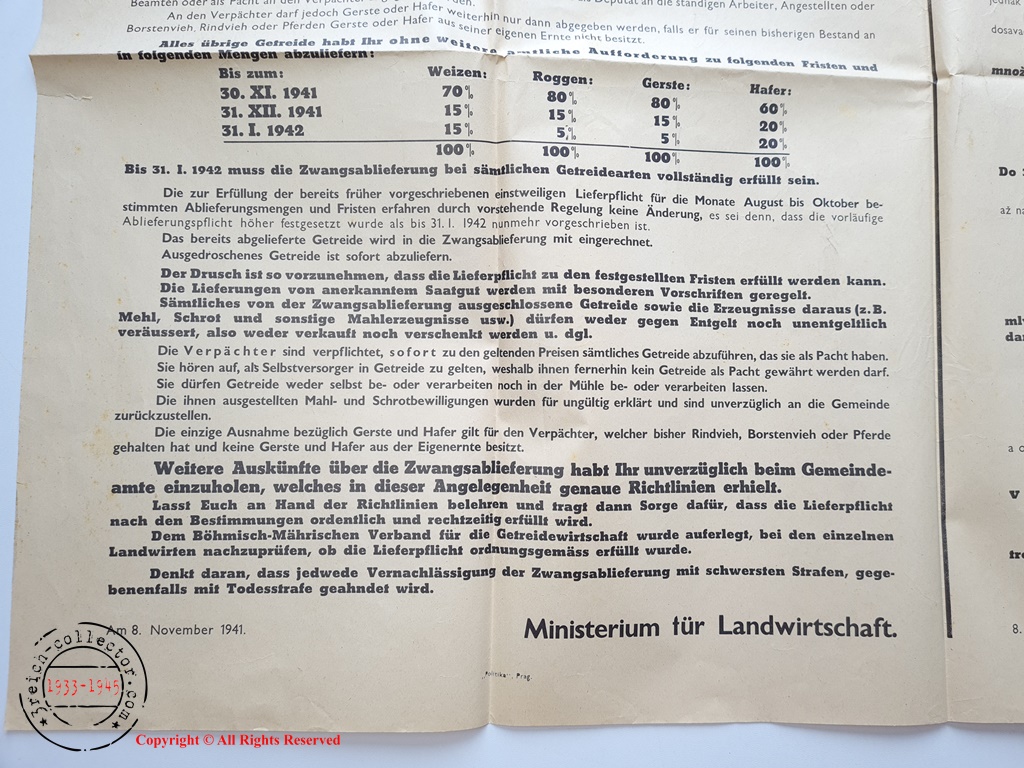 Beamten oder als Pacht an den Verpächter
Deputat an die ständigen Arbeiter, Angestellten oder
An den Verpächter darf jedoch Gerste oder Hafer weiterhin nur dann abgegeben werden, falls er für seinen bisherigen Bestand an
Borstenvieh, Rindvieh oder Pferden Gerste oder Hafer aus seiner eigenen Ernte nicht besitzt.
Alles übrige Getreide habt Ihr ohne weitere amtliche Aufforderung zu folgenden Fristen und
in folgenden Mengen abzuliefern:
Bis zum: Weizen: Roggen: Gerste: Hafer:
30. XI. 1941 70% 80% 80% 60%
31. XII. 1941 15% 15% 15% 20%
31. I. 1942 15% 5% 5% 20%
100% 100% 100% 100%
Bis 31. I. 1942 muss die Zwangsablieferung bei sämtlichen Getreidearten vollständig erfüllt sein.
Die zur Erfüllung der bereits früher vorgeschriebenen einstweiligen Lieferpflicht für die Monate August bis Oktober be-
stimmten Ablieferungsmengen und Fristen erfahren durch vorstehende Regelung keine Änderung, es sei denn, dass die vorläufige
Ablieferungspflicht höher festgesetzt wurde als bis 31. I. 1942 nunmehr vorgeschrieben ist.
Das bereits abgelieferte Getreide wird in die Zwangsablieferung mit eingerechnet.
Ausgedroschenes Getreide ist sofort abzuliefern.
Der Drusch ist so vorzunehmen, dass die Lieferpflicht zu den festgestellten Fristen erfüllt werden kann.
Die Lieferungen von anerkanntem Saatgut werden mit besonderen Vorschriften geregelt.
Sämtliches von der Zwangsablieferung ausgeschlossene Getreide sowie die Erzeugnisse daraus (z. B.
Mehl, Schrot und sonstige Mahlerzeugnisse usw.) dürfen weder gegen Entgelt noch unentgeltlich
veräussert, also weder verkauft noch verschenkt werden u. dgl.
Die Verpächter sind verpflichtet, sofort zu den geltenden Preisen sämtliches Getreide abzuführen, das sie als Pacht haben.
Sie hören auf, als Selbstversorger in Getreide zu gelten, weshalb ihnen fernerhin kein Getreide als Pacht gewährt werden darf.
Sie dürfen Getreide weder selbst be- oder verarbeiten noch in der Mühle be- oder verarbeiten lassen.
Die ihnen ausgestellten Mahl- und Schrotbewilligungen wurden für ungültig erklärt und sind unverzüglich an die Gemeinde
zurückzustellen.
Die einzige Ausnahme bezüglich Gerste und Hafer gilt für den Verpächter, welcher bisher Rindvieh, Borstenvieh oder Pferde
gehalten hat und keine Gerste und Hafer aus der Eigenernte besitzt.
Weitere Auskünfte über die Zwangsablieferung habt Ihr unverzüglich beim Gemeinde-
amte einzuholen, welches in dieser Angelegenheit genaue Richtlinien erhielt.
Lasst Euch an Hand der Richtlinien belehren und tragt dann Sorge dafür, dass die Lieferpflicht
nach den Bestimmungen ordentlich und rechtzeitig erfüllt wird.
Dem Böhmisch-Mährischen Verband für die Getreidewirtschaft wurde auferlegt, bei den einzelnen
Landwirten nachzuprüfen, ob die Lieferpflicht ordnungsgemäss erfüllt wurde.
Denkt daran, dass jedwede Vernachlässigung der Zwangsablieferung mit schwersten Strafen, gege-
benenfalls mit Todesstrafe geahndet wird.
Am 8. November 1941.
Ministerium für Landwirtschaft.
„Politika", Prag.
jednak
dosava
množ
Do
až na
a c
V
tro
8.
3reich-collector.com
1933-1945
Copyright © All Rights Reserved